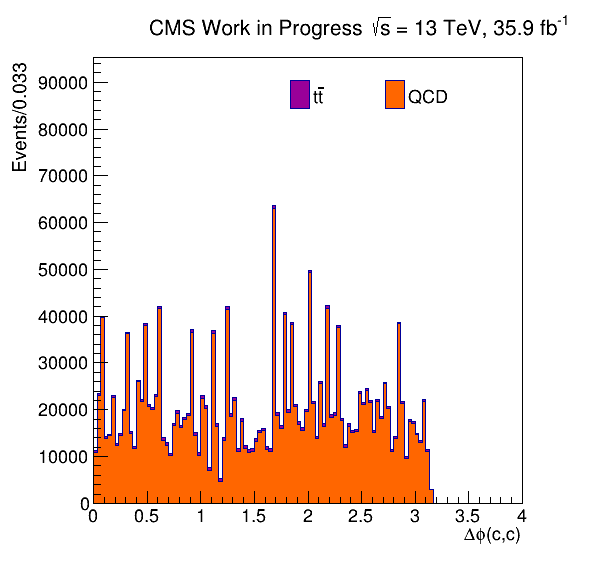 CMS Work in Progress √s = 13 TeV, 35.9 fb⁻¹
Events/0.033
90000
80000
70000
60000
50000
40000
30000
20000
10000
0
tt̅ QCD
0 0.5 1 1.5 2 2.5 3 3.5 4
Δϕ(c,c)